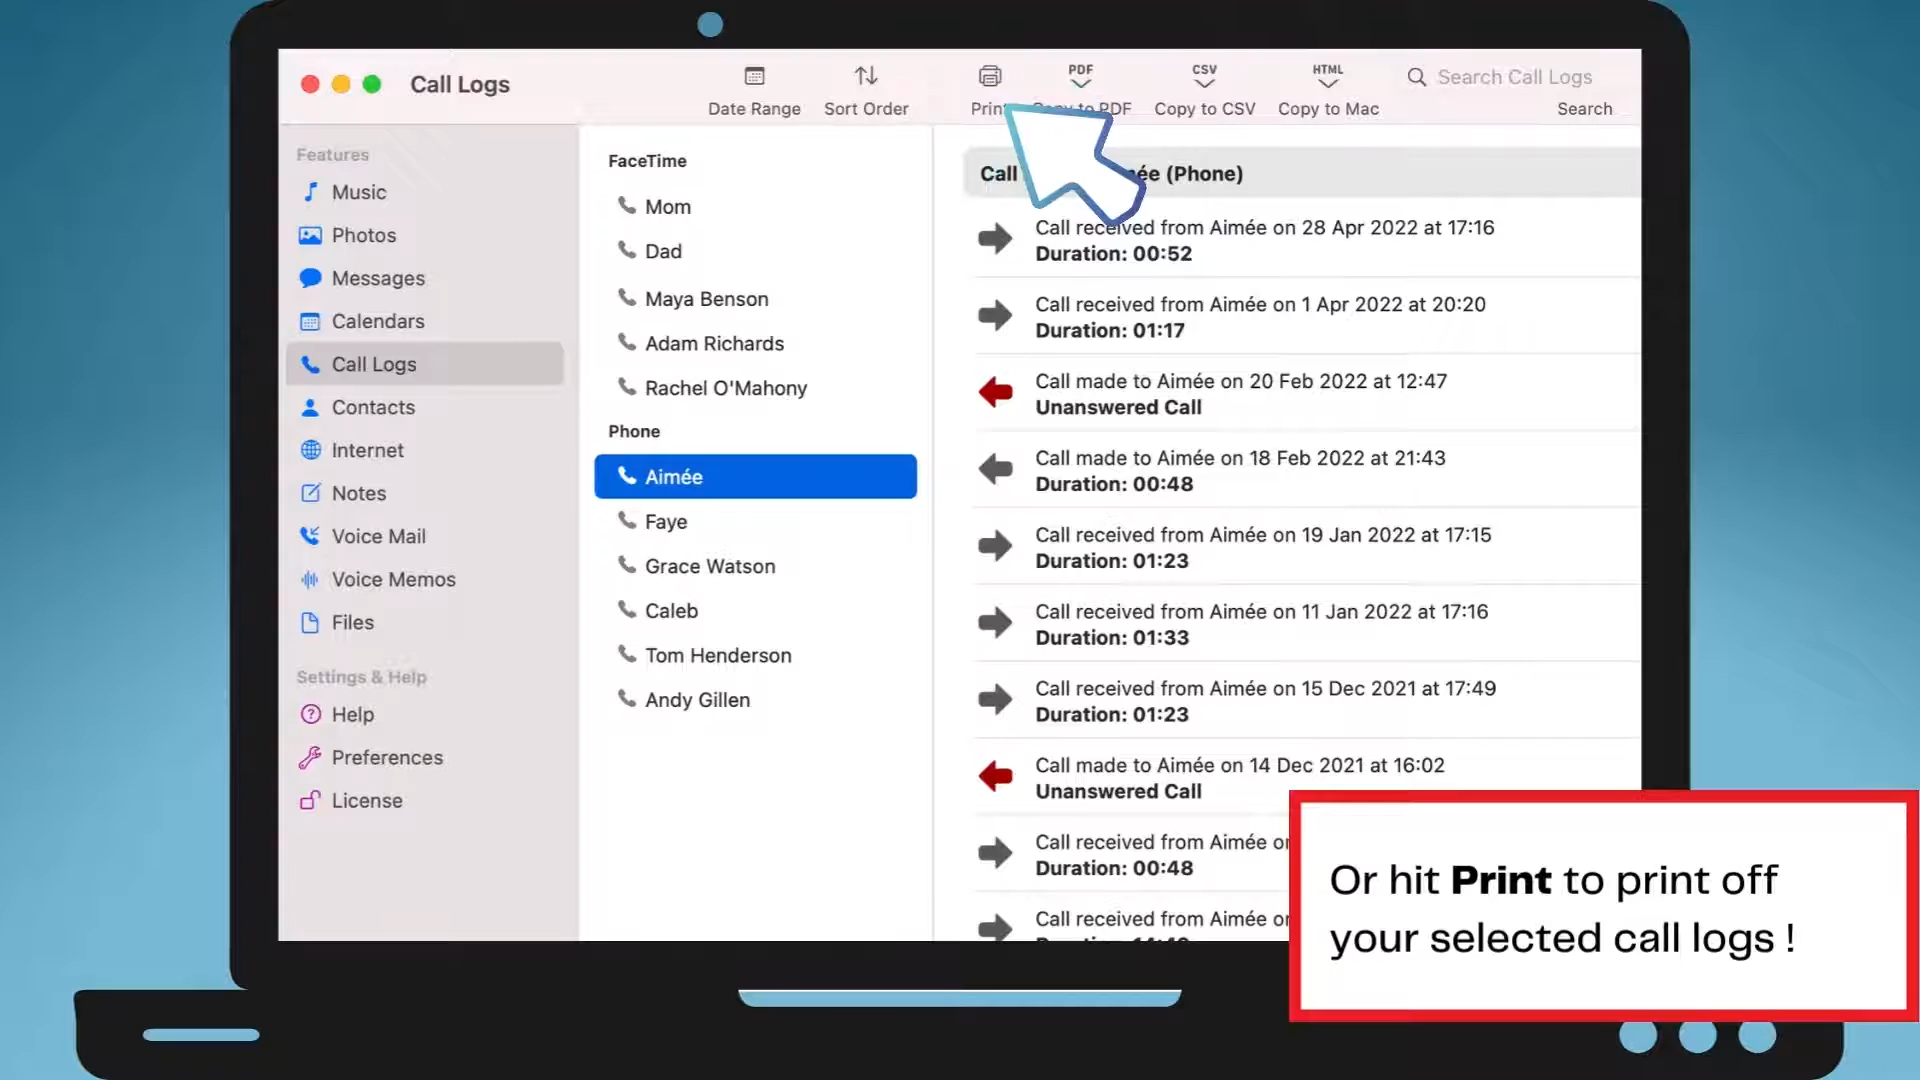 Call Logs
Date Range
Sort Order
Print
PDF
Copy to PDF
CSV
Copy to CSV
HTML
Copy to Mac
Search Call Logs
Search
Features
Music
Photos
Messages
Calendars
Call Logs
Contacts
Internet
Notes
Voice Mail
Voice Memos
Files
Settings & Help
Help
Preferences
License
FaceTime
Mom
Dad
Maya Benson
Adam Richards
Rachel O'Mahony
Phone
Aimée
Faye
Grace Watson
Caleb
Tom Henderson
Andy Gillen
Call ée (Phone)
Call received from Aimée on 28 Apr 2022 at 17:16
Duration: 00:52
Call received from Aimée on 1 Apr 2022 at 20:20
Duration: 01:17
Call made to Aimée on 20 Feb 2022 at 12:47
Unanswered Call
Call made to Aimée on 18 Feb 2022 at 21:43
Duration: 00:48
Call received from Aimée on 19 Jan 2022 at 17:15
Duration: 01:23
Call received from Aimée on 11 Jan 2022 at 17:16
Duration: 01:33
Call received from Aimée on 15 Dec 2021 at 17:49
Duration: 01:23
Call made to Aimée on 14 Dec 2021 at 16:02
Unanswered Call
Call received from Aimée on
Duration: 00:48
Call received from Aimée on
Or hit Print to print off
your selected call logs !